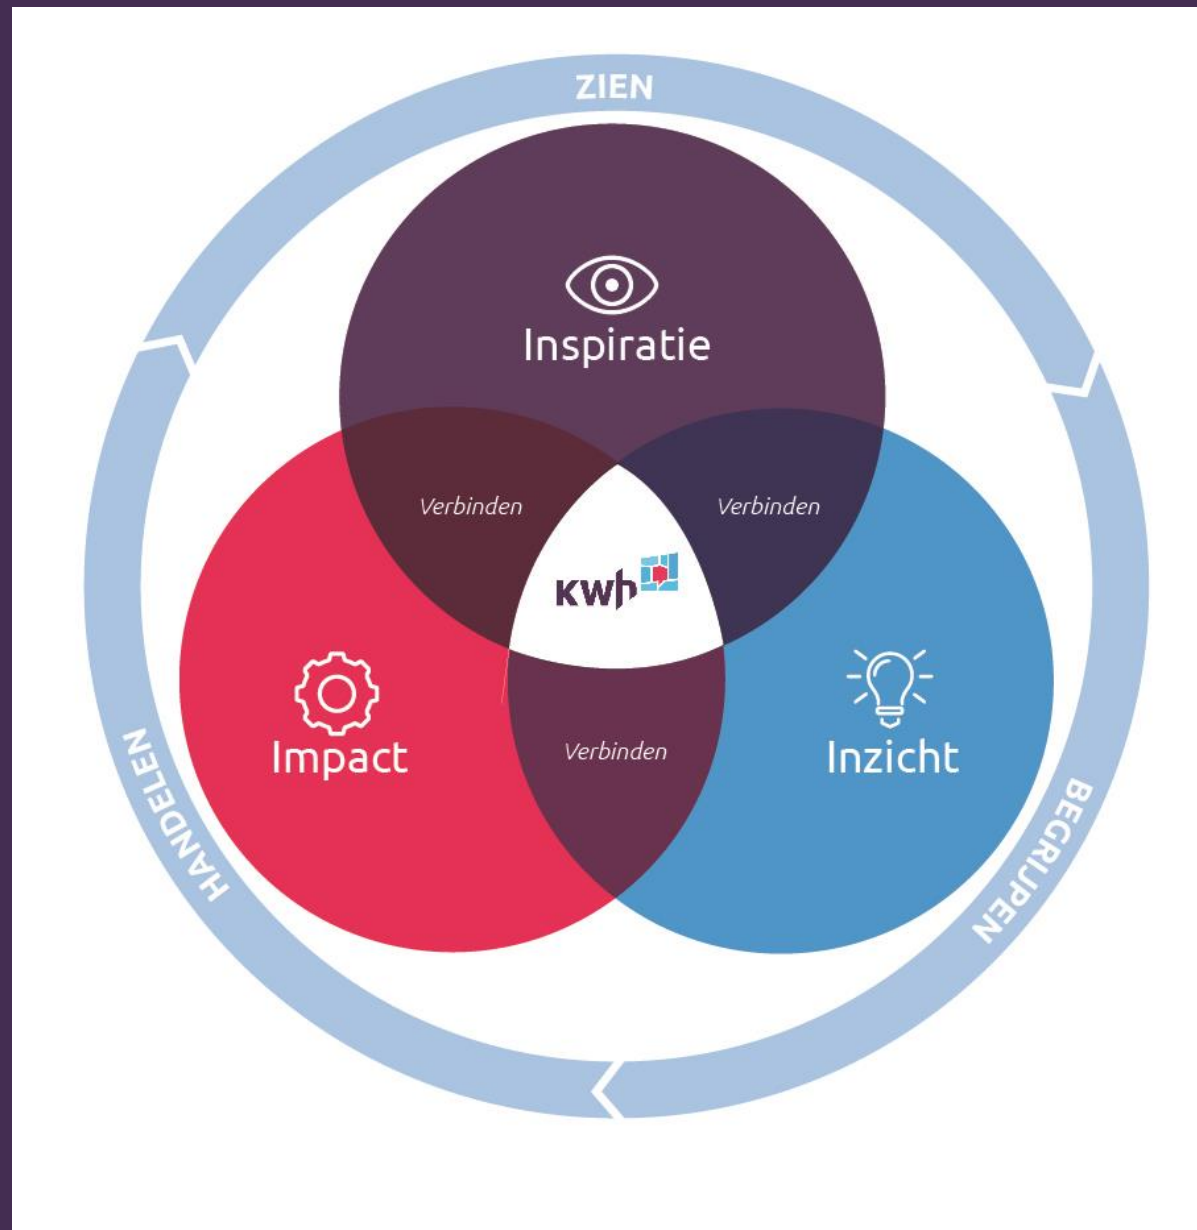 ZIEN
Inspiratie
Verbinden
Verbinden
kwh
Impact
Inzicht
Verbinden
HANDELEN
BEGRIJPEN